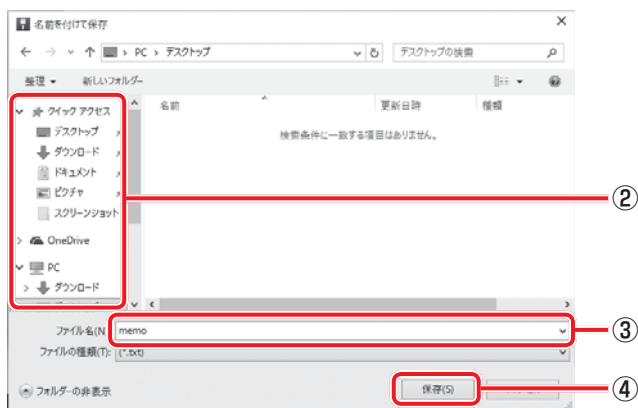 名前を付けて保存
PC > デスクトップ
デスクトップの検索
整理 新しいフォルダー
クイック アクセス
名前 更新日時 種類
デスクトップ
検索条件に一致する項目はありません。
ダウンロード
ドキュメント
ピクチャ
②
スクリーンショット
OneDrive
PC
ダウンロード
ファイル名(N
memo
③
ファイルの種類(T):
(*.txt)
フォルダーの非表示
保存(S)
④